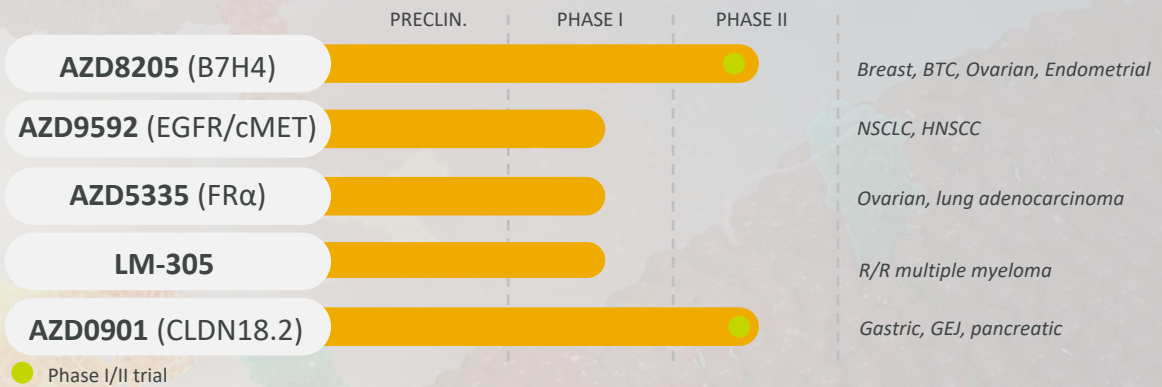 PRECLIN. PHASE I PHASE II
AZD8205 (B7H4) Breast, BTC, Ovarian, Endometrial
AZD9592 (EGFR/cMET) NSCLC, HNSCC
AZD5335 (FRα) Ovarian, lung adenocarcinoma
LM-305 R/R multiple myeloma
AZD0901 (CLDN18.2) Gastric, GEJ, pancreatic
Phase I/II trial